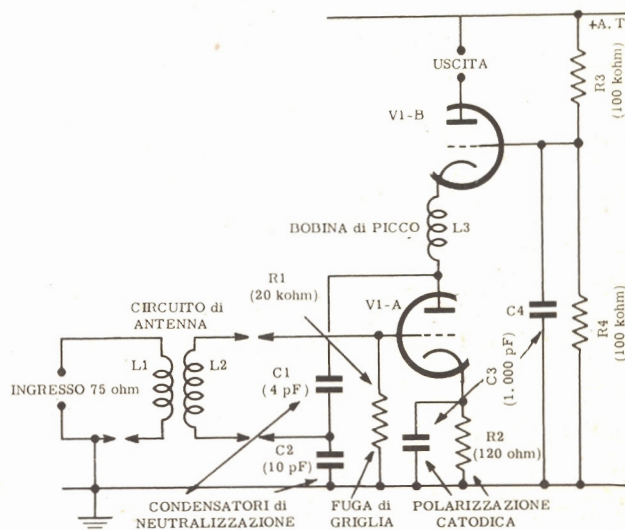 +A.T
USCITA
R3
(100 kohm)
V1-B
BOBINA di PICCO
L3
R1
(20 kohm)
V1-A
CIRCUITO di
ANTENNA
L1
L2
INGRESSO 75 ohm
C1
(4 pF)
C2
(10 pF)
C3
(1.000 pF)
C4
R4
(100 kohm)
R2
(120 ohm)
CONDENSATORI di
NEUTRALIZZAZIONE
FUGA di
GRIGLIA
POLARIZZAZIONE
CATODICA